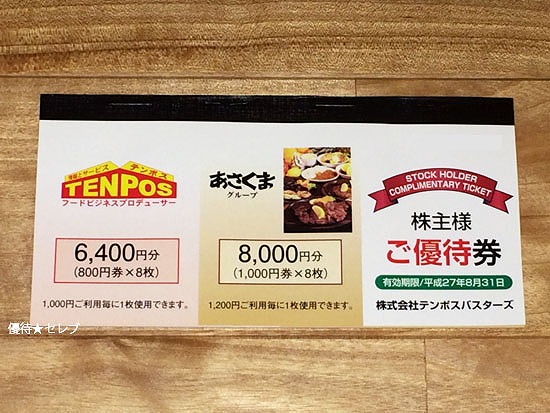 情報とサービス
テンポス
TENPOS
フードビジネスプロデューサー
6,400円分
(800円券×8枚)
1,000円ご利用毎に1枚使用できます。
あさくま
グループ
8,000円分
(1,000円券×8枚)
1,200円ご利用毎に1枚使用できます。
STOCK HOLDER
COMPLIMENTARY TICKET
株主様
ご優待券
有効期限/平成27年8月31日
株式会社テンポスバスターズ
優待★セレブ